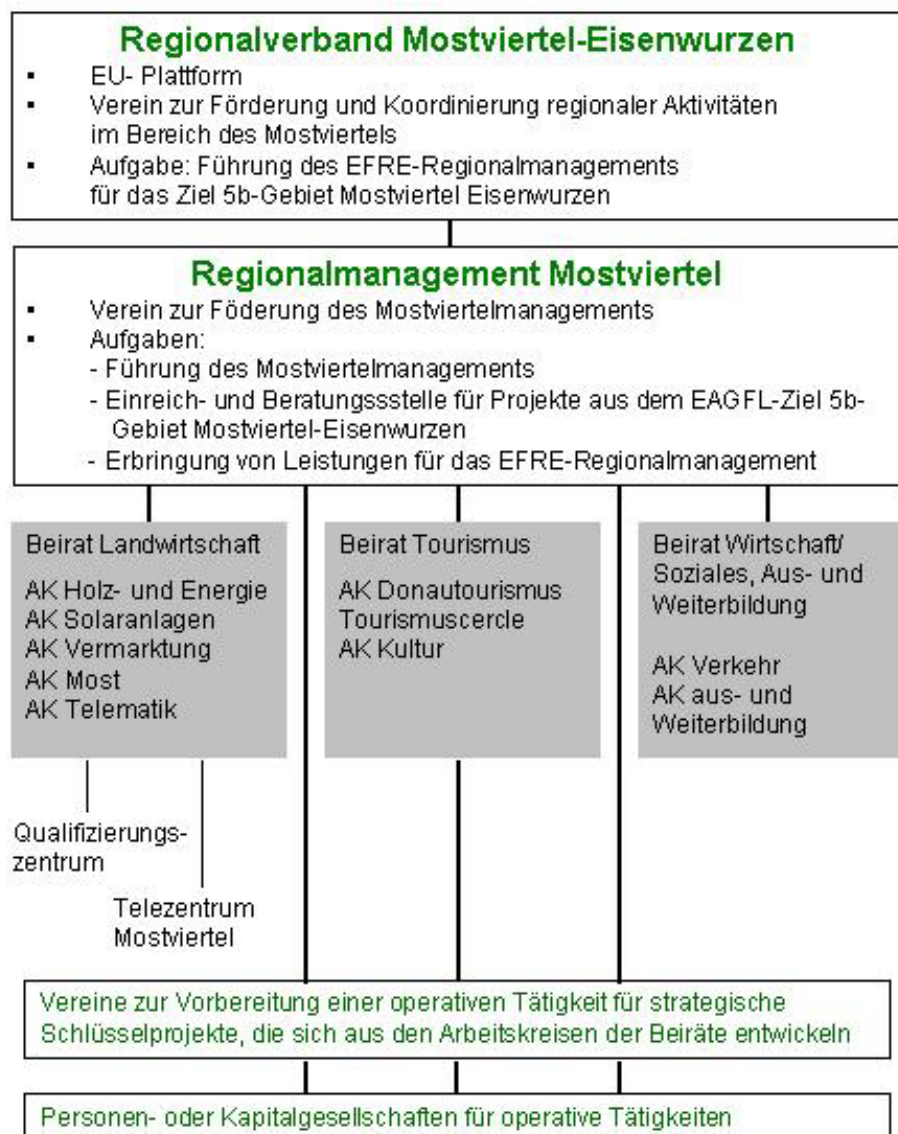 Regionalverband Mostviertel-Eisenwurzen
▪ EU- Plattform
▪ Verein zur Förderung und Koordinierung regionaler Aktivitäten
im Bereich des Mostviertels
▪ Aufgabe: Führung des EFRE-Regionalmanagements
für das Ziel 5b-Gebiet Mostviertel Eisenwurzen
Regionalmanagement Mostviertel
▪ Verein zur Föderung des Mostviertelmanagements
▪ Aufgaben:
- Führung des Mostviertelmanagements
- Einreich- und Beratungssstelle für Projekte aus dem EAGFL-Ziel 5b-
Gebiet Mostviertel-Eisenwurzen
- Erbringung von Leistungen für das EFRE-Regionalmanagement
Beirat Landwirtschaft
AK Holz- und Energie
AK Solaranlagen
AK Vermarktung
AK Most
AK Telematik
Beirat Tourismus
AK Donautourismus
Tourismuscercle
AK Kultur
Beirat Wirtschaft/
Soziales, Aus- und
Weiterbildung
AK Verkehr
AK aus- und
Weiterbildung
Qualifizierungs-
zentrum
Telezentrum
Mostviertel
Vereine zur Vorbereitung einer operativen Tätigkeit für strategische
Schlüsselprojekte, die sich aus den Arbeitskreisen der Beiräte entwickeln
Personen- oder Kapitalgesellschaften für operative Tätigkeiten